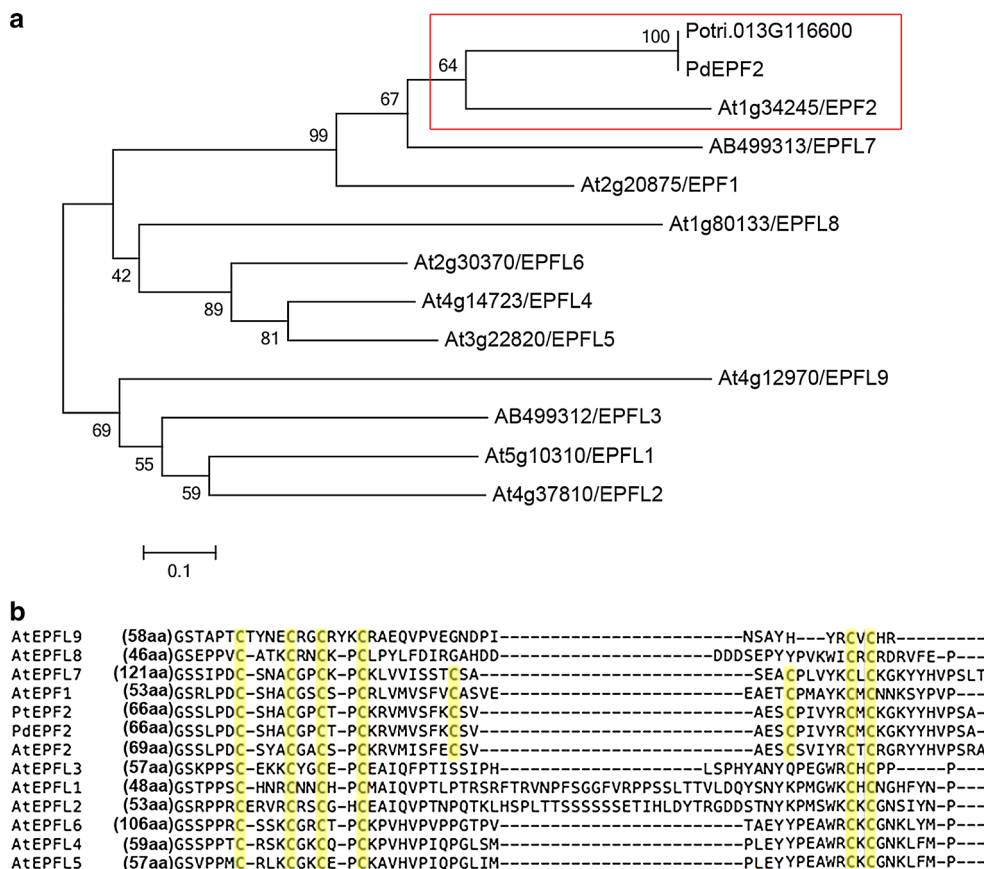 a
100
Potri.013G116600
PdEPF2
64
At1g34245/EPF2
67
AB499313/EPFL7
99
At2g20875/EPF1
At1g80133/EPFL8
42
At2g30370/EPFL6
89
At4g14723/EPFL4
81
At3g22820/EPFL5
At4g12970/EPFL9
69
AB499312/EPFL3
55
At5g10310/EPFL1
59
At4g37810/EPFL2
0.1
b
AtEPFL9 (58aa)GSTAPTCTYNECRGCRYKCRAEQVPVEGNDPI------------------------NSAYH---YRCVCHR---------
AtEPFL8 (46aa)GSEPPVC-ATKCRNCK-PCLPYLFDIRGAHDD---------------------DDDSEPYYPVKWICRCRDRVFE-P---
AtEPFL7 (121aa)GSSIPDC-SNACGPCK-PCKLVVISSTCSA---------------------------SEACPLVYKCLCKGKYYHVPSLT
AtEPF1 (53aa)GSRLPDC-SHACGSCS-PCRLVMVSFVCASVE-------------------------EAETCPMAYKCMCNNKSYPVP---
PtEPF2 (66aa)GSSLPDC-SHACGPCT-PCKRVMVSFKCSV---------------------------AESCPIVYRCMCKGKYYHVPSA-
PdEPF2 (66aa)GSSLPDC-SHACGPCT-PCKRVMVSFKCSV---------------------------AESCPIVYRCMCKGKYYHVPSA-
AtEPF2 (69aa)GSSLPDC-SYACGACS-PCKRVMISFECSV---------------------------AESCSVIYRCTCRGRYYHVPSRA
AtEPFL3 (57aa)GSKPPSC-EKKCYGCE-PCEAIQFPTISSIPH--------------------LSPHYANYQPEGWRCHCPP----P---
AtEPFL1 (48aa)GSTPPSC-HNRCNNCH-PCMAIQVPTLPTRSRFTRVNPFSGGFVRPPSSLTTVLDQYSNYKPMGWKCHCNGHFYN-P---
AtEPFL2 (53aa)GSRPPRCERVRCRSCG-HCEAIQVPTNPQTKLHSPLTTSSSSSSETIHLDYTRGDDSTNYKPMSWKCKCGNSIYN-P---
AtEPFL6 (106aa)GSSPPRC-SSKCGRCT-PCKPVHVPVPPGTPV------------------------TAEYYPEAWRCKCGNKLYM-P---
AtEPFL4 (59aa)GSSPPTC-RSKCGKCQ-PCKPVHVPIQPGLSM------------------------PLEYYPEAWRCKCGNKLFM-P---
AtEPFL5 (57aa)GSVPPMC-RLKCGKCE-PCKAVHVPIQPGLIM------------------------PLEYYPEAWRCKCGNKLFM-P---